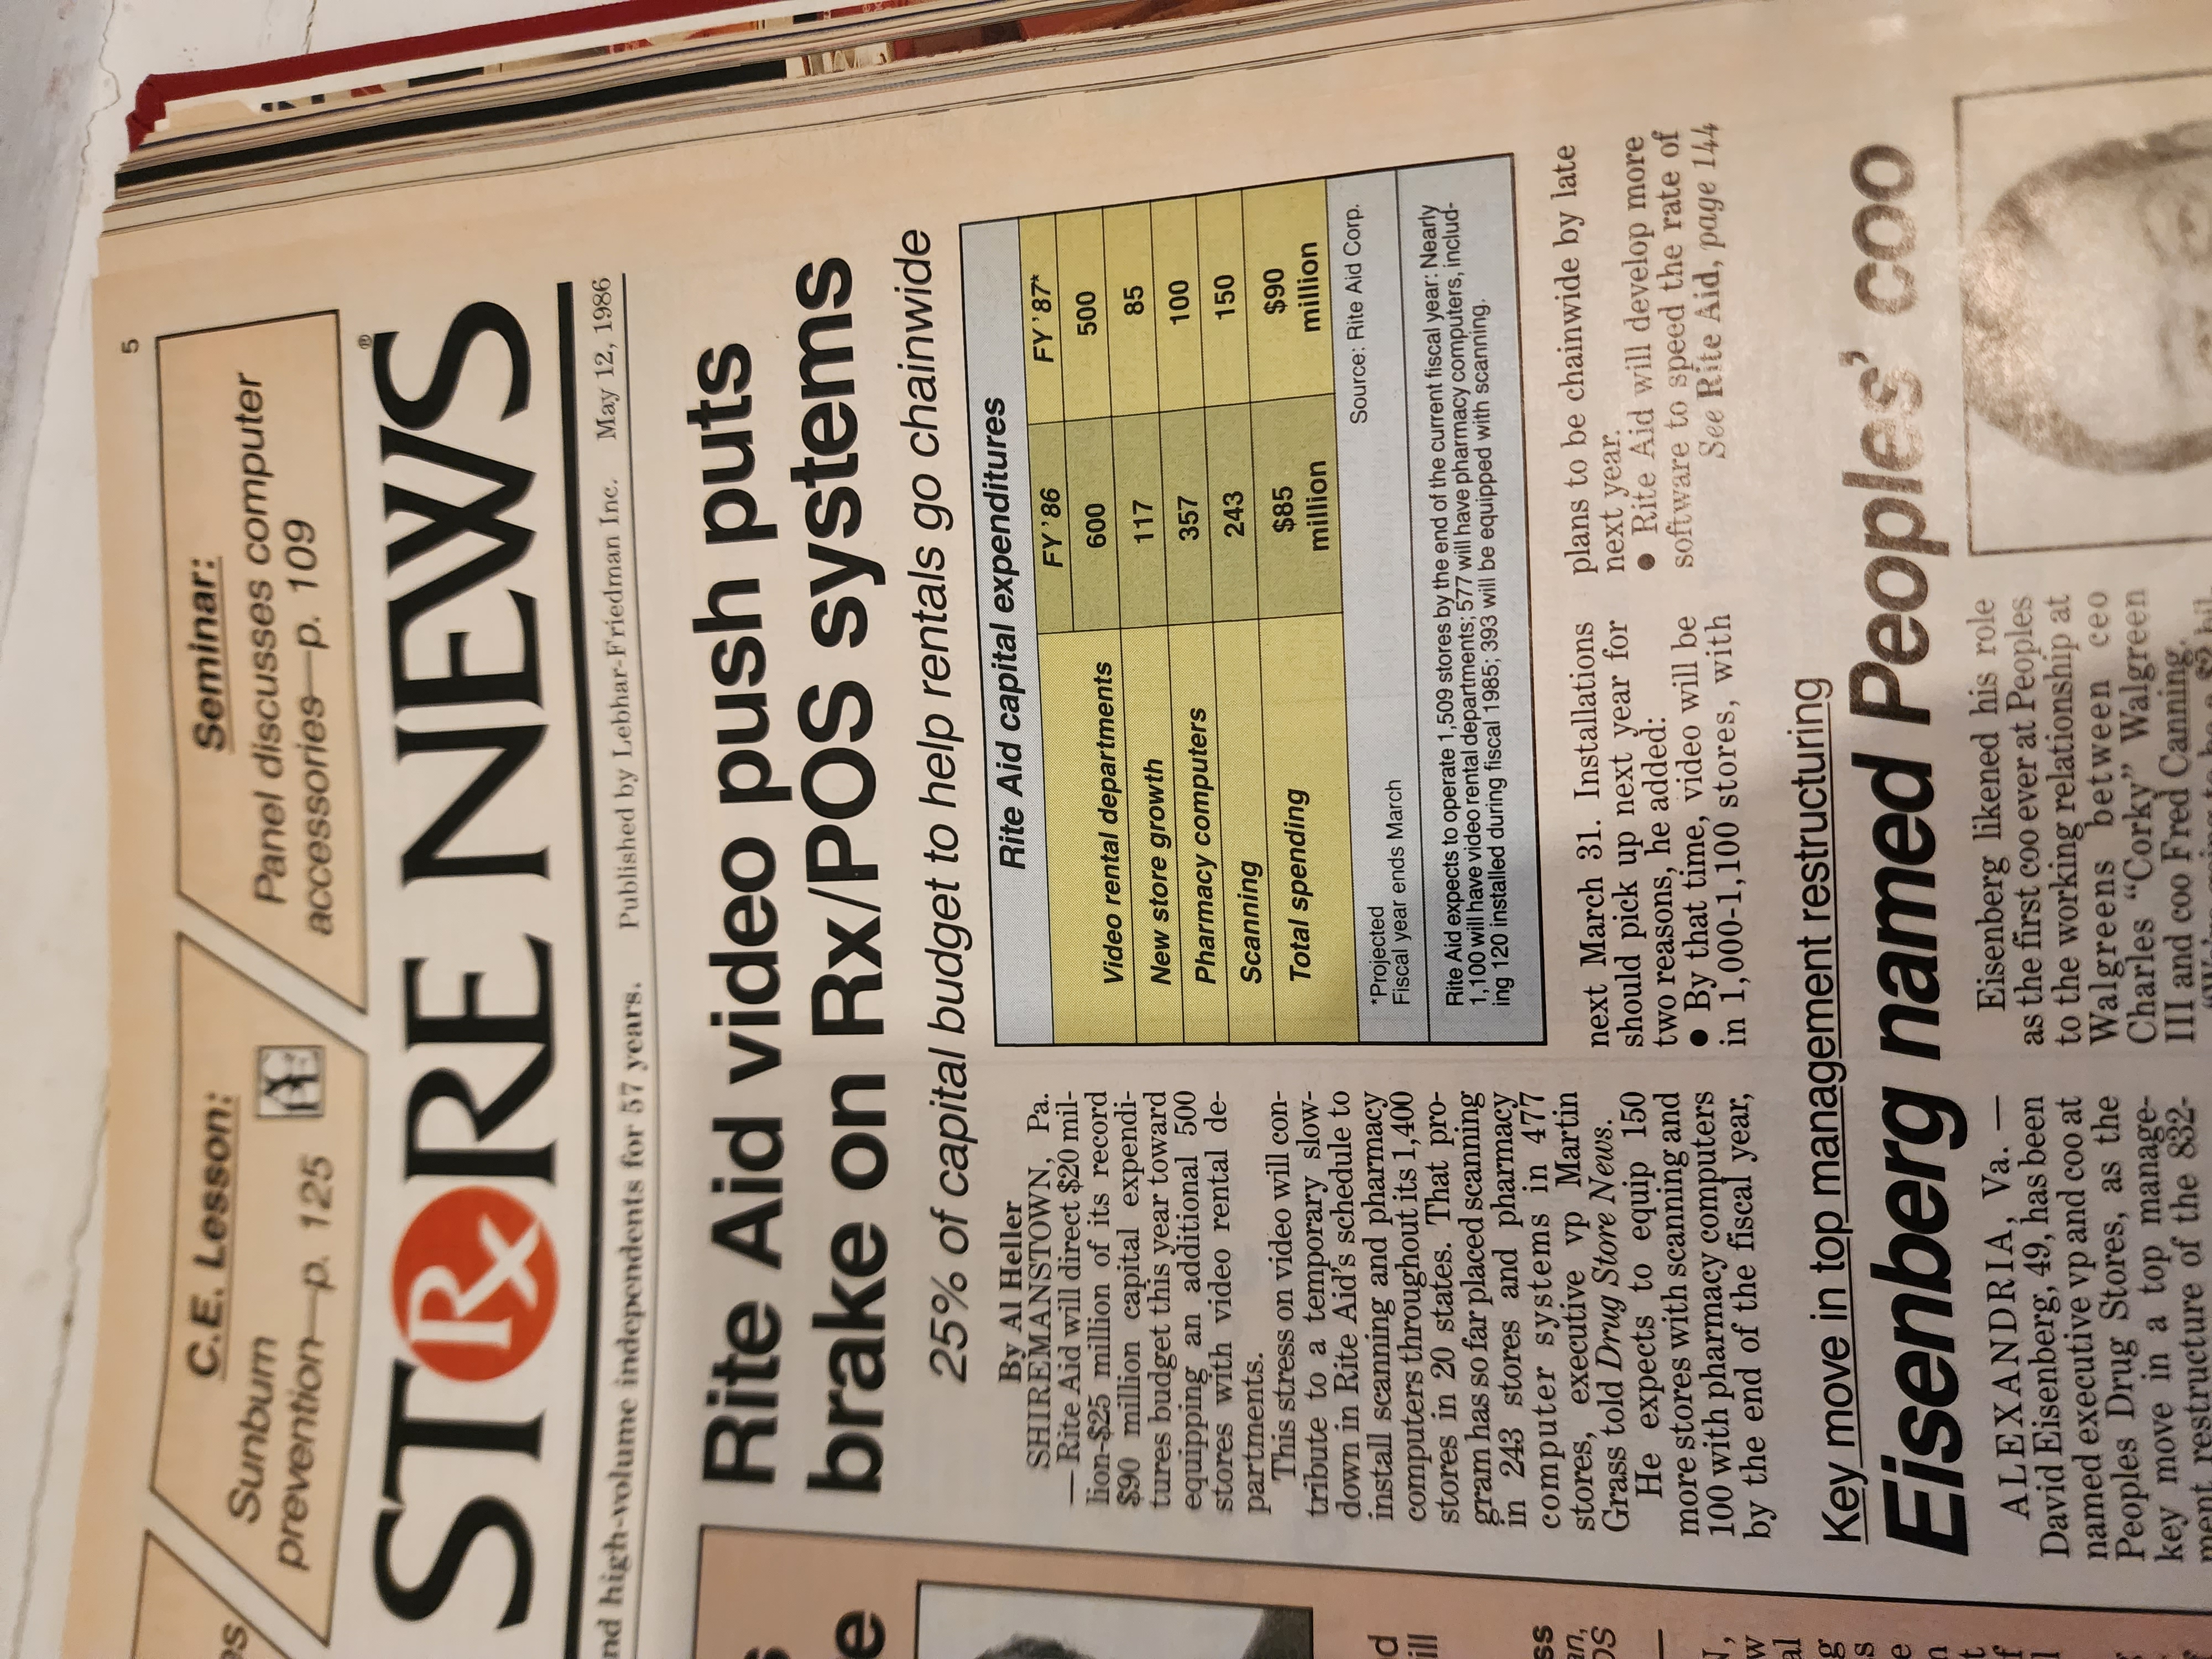 5
C.E. Lesson:
Sunburn
prevention—p. 125
Seminar:
Panel discusses computer
accessories—p. 109
STORE NEWS®
Rx
nd high-volume independents for 57 years. Published by Lebhar-Friedman Inc. May 12, 1986
Rite Aid video push puts
brake on Rx/POS systems
25% of capital budget to help rentals go chainwide
By Al Heller
SHIREMANSTOWN, Pa.
—Rite Aid will direct $20 mil-
lion-$25 million of its record
$90 million capital expendi-
tures budget this year toward
equipping an additional 500
stores with video rental de-
partments.
This stress on video will con-
tribute to a temporary slow-
down in Rite Aid's schedule to
install scanning and pharmacy
computers throughout its 1,400
stores in 20 states. That pro-
gram has so far placed scanning
in 243 stores and pharmacy
computer systems in 477
stores, executive vp Martin
Grass told Drug Store News.
He expects to equip 150
more stores with scanning and
100 with pharmacy computers
by the end of the fiscal year,
Rite Aid capital expenditures
FY '86 FY '87*
Video rental departments 600 500
New store growth 117 85
Pharmacy computers 357 100
Scanning 243 150
Total spending $85 million $90 million
*Projected
Fiscal year ends March Source: Rite Aid Corp.
Rite Aid expects to operate 1,509 stores by the end of the current fiscal year: Nearly
1,100 will have video rental departments; 577 will have pharmacy computers, includ-
ing 120 installed during fiscal 1985; 393 will be equipped with scanning.
next March 31. Installations
should pick up next year for
two reasons, he added:
● By that time, video will be
in 1,000-1,100 stores, with
plans to be chainwide by late
next year.
● Rite Aid will develop more
software to speed the rate of
See Rite Aid, page 144
Key move in top management restructuring
Eisenberg named Peoples' coo
ALEXANDRIA, Va. —
David Eisenberg, 49, has been
named executive vp and coo at
Peoples Drug Stores, as the
key move in a top manage-
ment restructure of the 832-
Eisenberg likened his role
as the first coo ever at Peoples
to the working relationship at
Walgreens between ceo
Charles "Corky" Walgreen
III and coo Fred Canning.